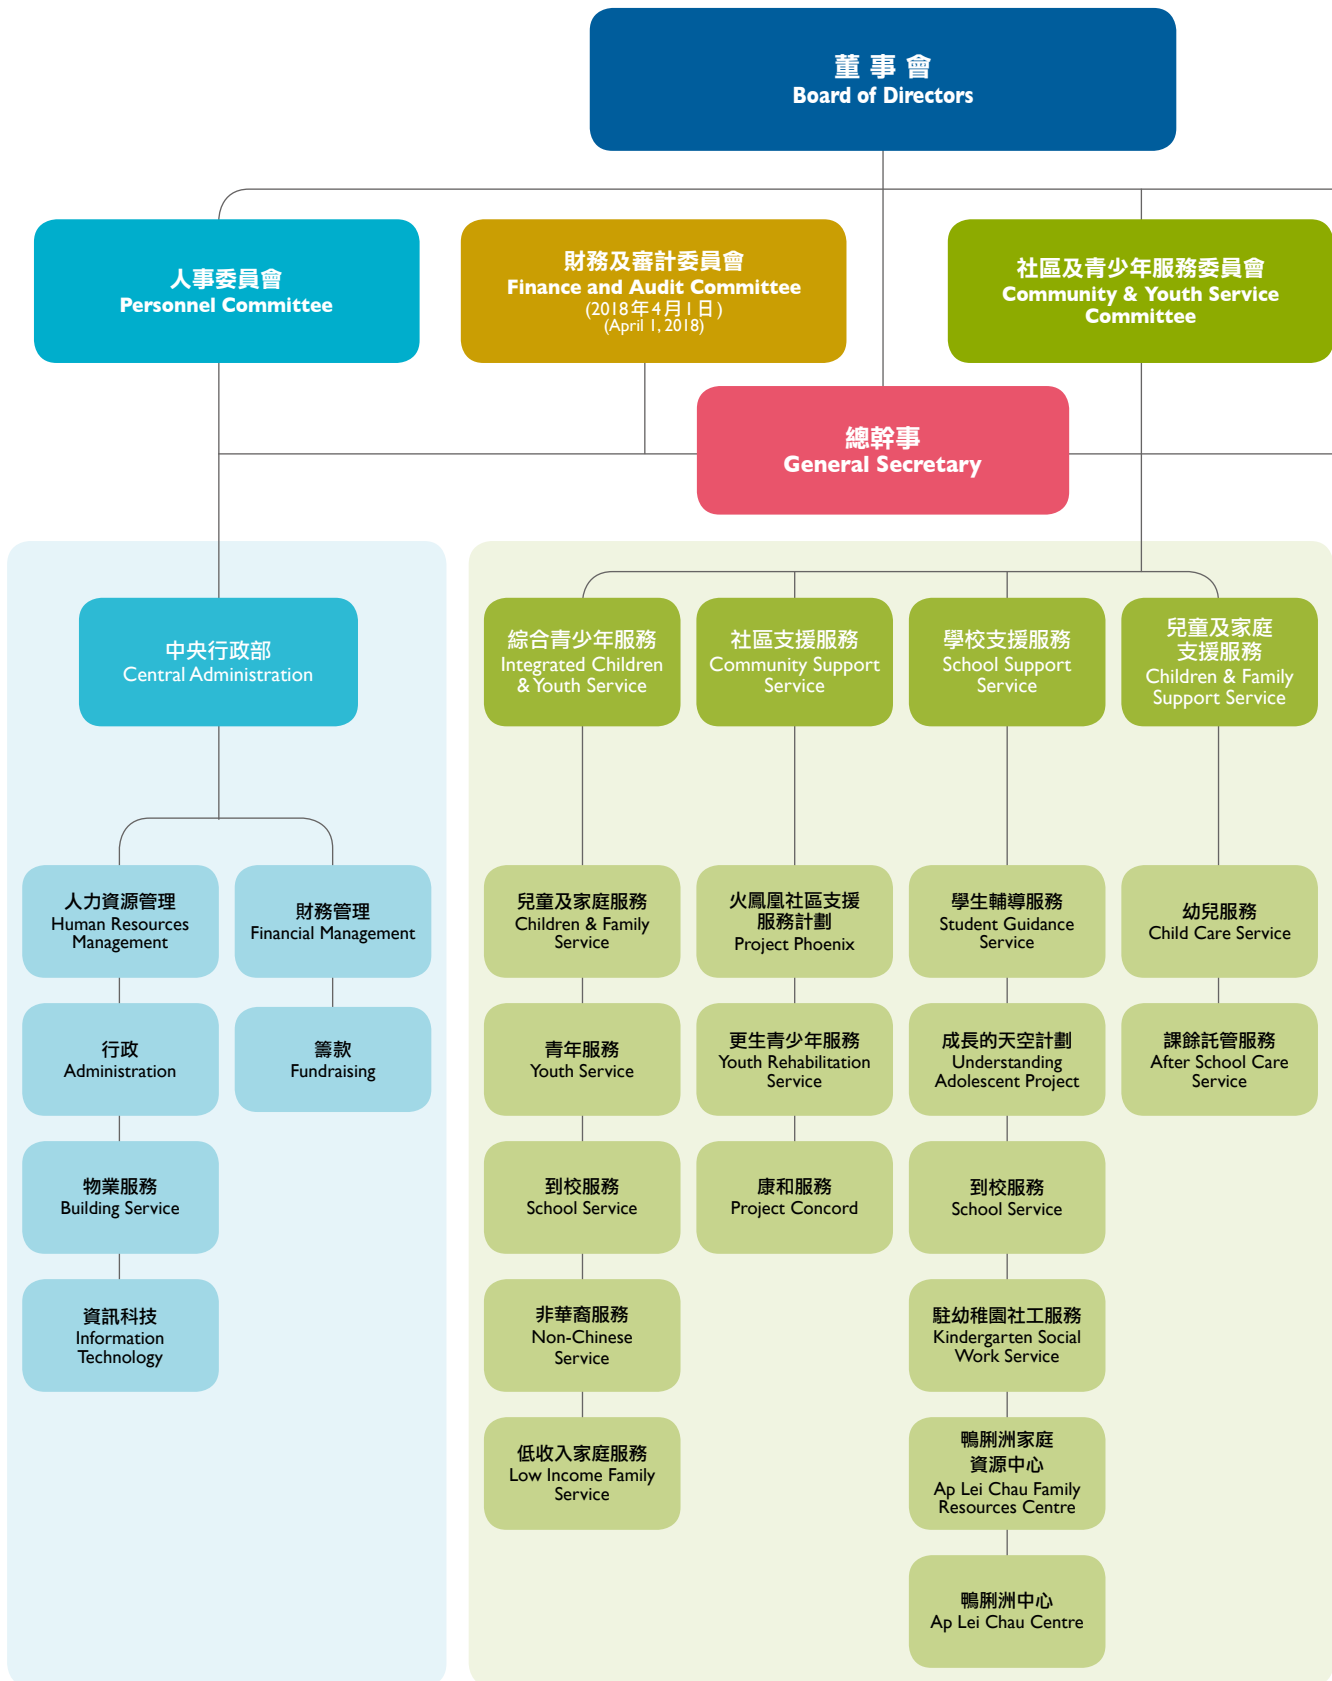 董事會
Board of Directors
人事委員會
Personnel Committee
財務及審計委員會
Finance and Audit Committee
(2018年4月1日)
(April 1, 2018)
社區及青少年服務委員會
Community & Youth Service
Committee
總幹事
General Secretary
中央行政部
Central Administration
人力資源管理
Human Resources
Management
行政
Administration
物業服務
Building Service
資訊科技
Information
Technology
財務管理
Financial Management
籌款
Fundraising
綜合青少年服務
Integrated Children
& Youth Service
兒童及家庭服務
Children & Family
Service
青年服務
Youth Service
到校服務
School Service
非華裔服務
Non-Chinese
Service
低收入家庭服務
Low Income Family
Service
社區支援服務
Community Support
Service
火鳳凰社區支援
服務計劃
Project Phoenix
更生青少年服務
Youth Rehabilitation
Service
康和服務
Project Concord
學校支援服務
School Support
Service
學生輔導服務
Student Guidance
Service
成長的天空計劃
Understanding
Adolescent Project
到校服務
School Service
駐幼稚園社工服務
Kindergarten Social
Work Service
鴨脷洲家庭
資源中心
Ap Lei Chau Family
Resources Centre
鴨脷洲中心
Ap Lei Chau Centre
兒童及家庭
支援服務
Children & Family
Support Service
幼兒服務
Child Care Service
課餘託管服務
After School Care
Service